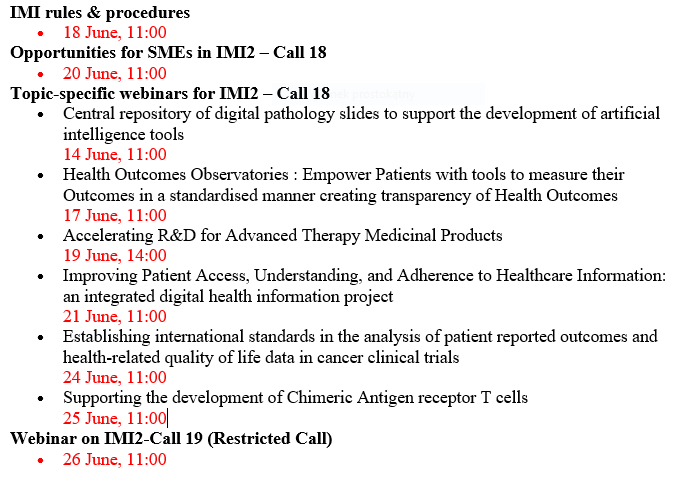 IMI rules & procedures
• 18 June, 11:00
Opportunities for SMEs in IMI2 – Call 18
• 20 June, 11:00
Topic-specific webinars for IMI2 – Call 18
• Central repository of digital pathology slides to support the development of artificial
intelligence tools
14 June, 11:00
• Health Outcomes Observatories : Empower Patients with tools to measure their
Outcomes in a standardised manner creating transparency of Health Outcomes
17 June, 11:00
• Accelerating R&D for Advanced Therapy Medicinal Products
19 June, 14:00
• Improving Patient Access, Understanding, and Adherence to Healthcare Information:
an integrated digital health information project
21 June, 11:00
• Establishing international standards in the analysis of patient reported outcomes and
health-related quality of life data in cancer clinical trials
24 June, 11:00
• Supporting the development of Chimeric Antigen receptor T cells
25 June, 11:00
Webinar on IMI2-Call 19 (Restricted Call)
• 26 June, 11:00